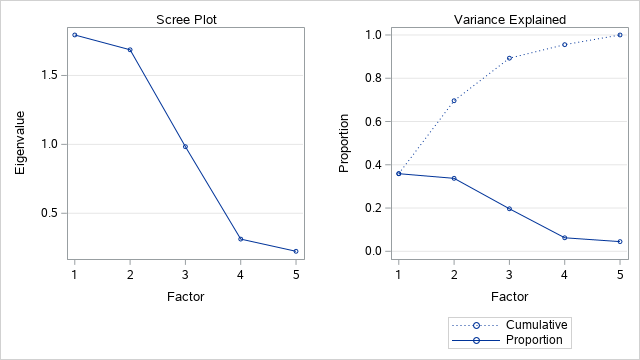 Scree Plot
Eigenvalue
1.5
1.0
0.5
1 2 3 4 5
Factor
Variance Explained
Proportion
1.0
0.8
0.6
0.4
0.2
0.0
1 2 3 4 5
Factor
Cumulative
Proportion